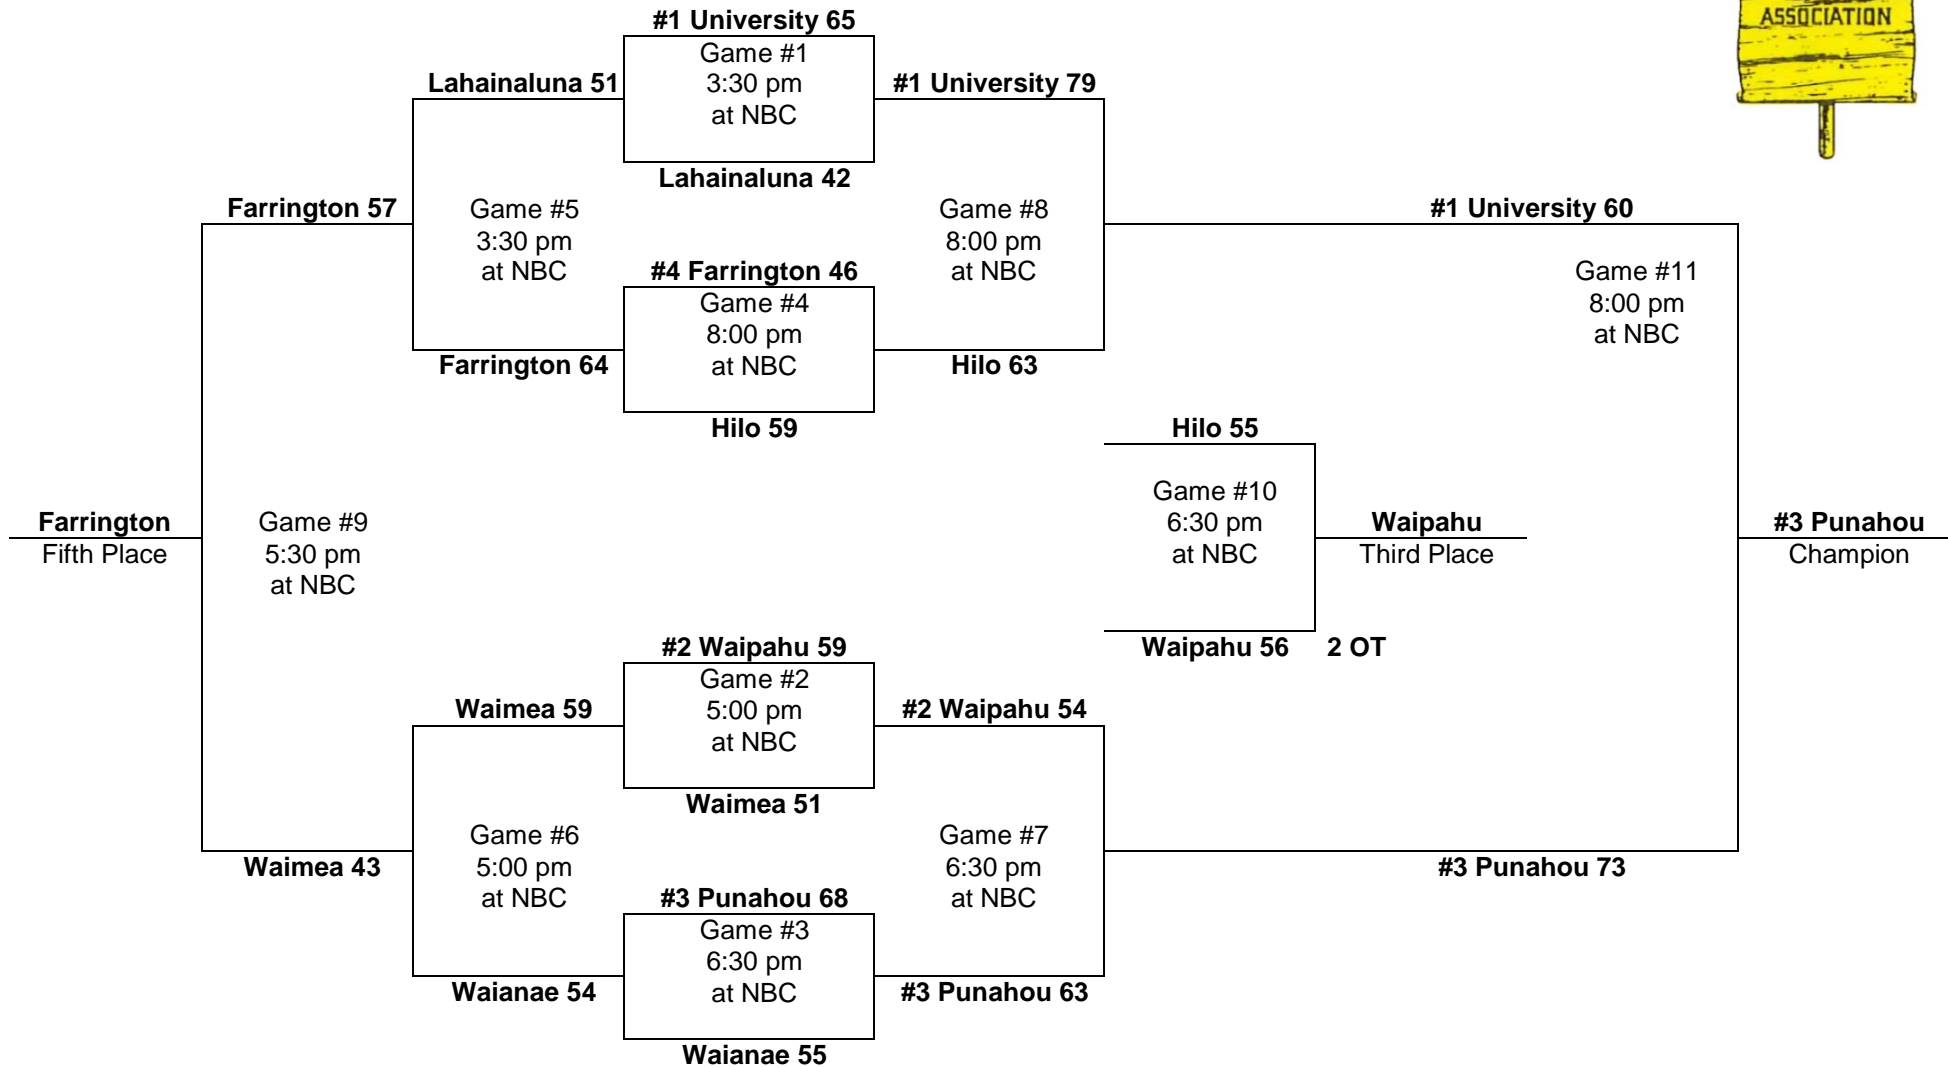 ASSOCIATION
#1 University 65
Game #1
3:30 pm
at NBC
Lahainaluna 42
Lahainaluna 51
#1 University 79
Farrington 57
Game #5
3:30 pm
at NBC
#4 Farrington 46
Game #4
8:00 pm
at NBC
Hilo 59
Farrington 64
Game #8
8:00 pm
at NBC
Hilo 63
#1 University 60
Game #11
8:00 pm
at NBC
Hilo 55
Game #10
6:30 pm
at NBC
Waipahu 56 2 OT
Waipahu
Third Place
#3 Punahou
Champion
Farrington
Fifth Place
Game #9
5:30 pm
at NBC
#2 Waipahu 59
Game #2
5:00 pm
at NBC
Waimea 51
Waimea 59
#2 Waipahu 54
Waimea 43
Game #6
5:00 pm
at NBC
#3 Punahou 68
Game #3
6:30 pm
at NBC
Waianae 55
Waianae 54
Game #7
6:30 pm
at NBC
#3 Punahou 63
#3 Punahou 73